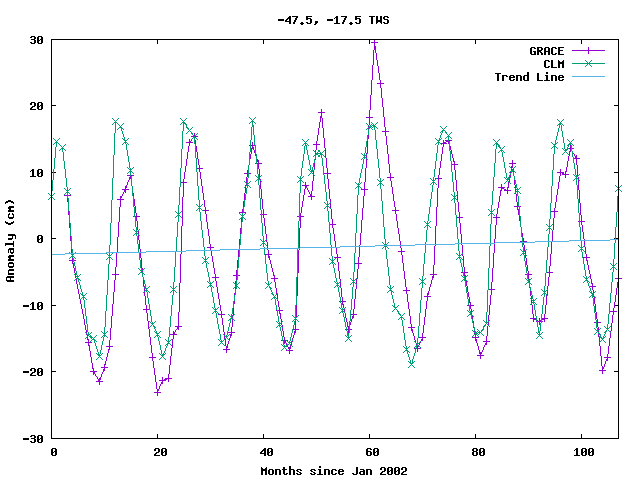 -47.5, -17.5 TWS
GRACE
CLM
Trend Line
30
20
10
0
-10
-20
-30
Anomaly (cm)
0 20 40 60 80 100
Months since Jan 2002